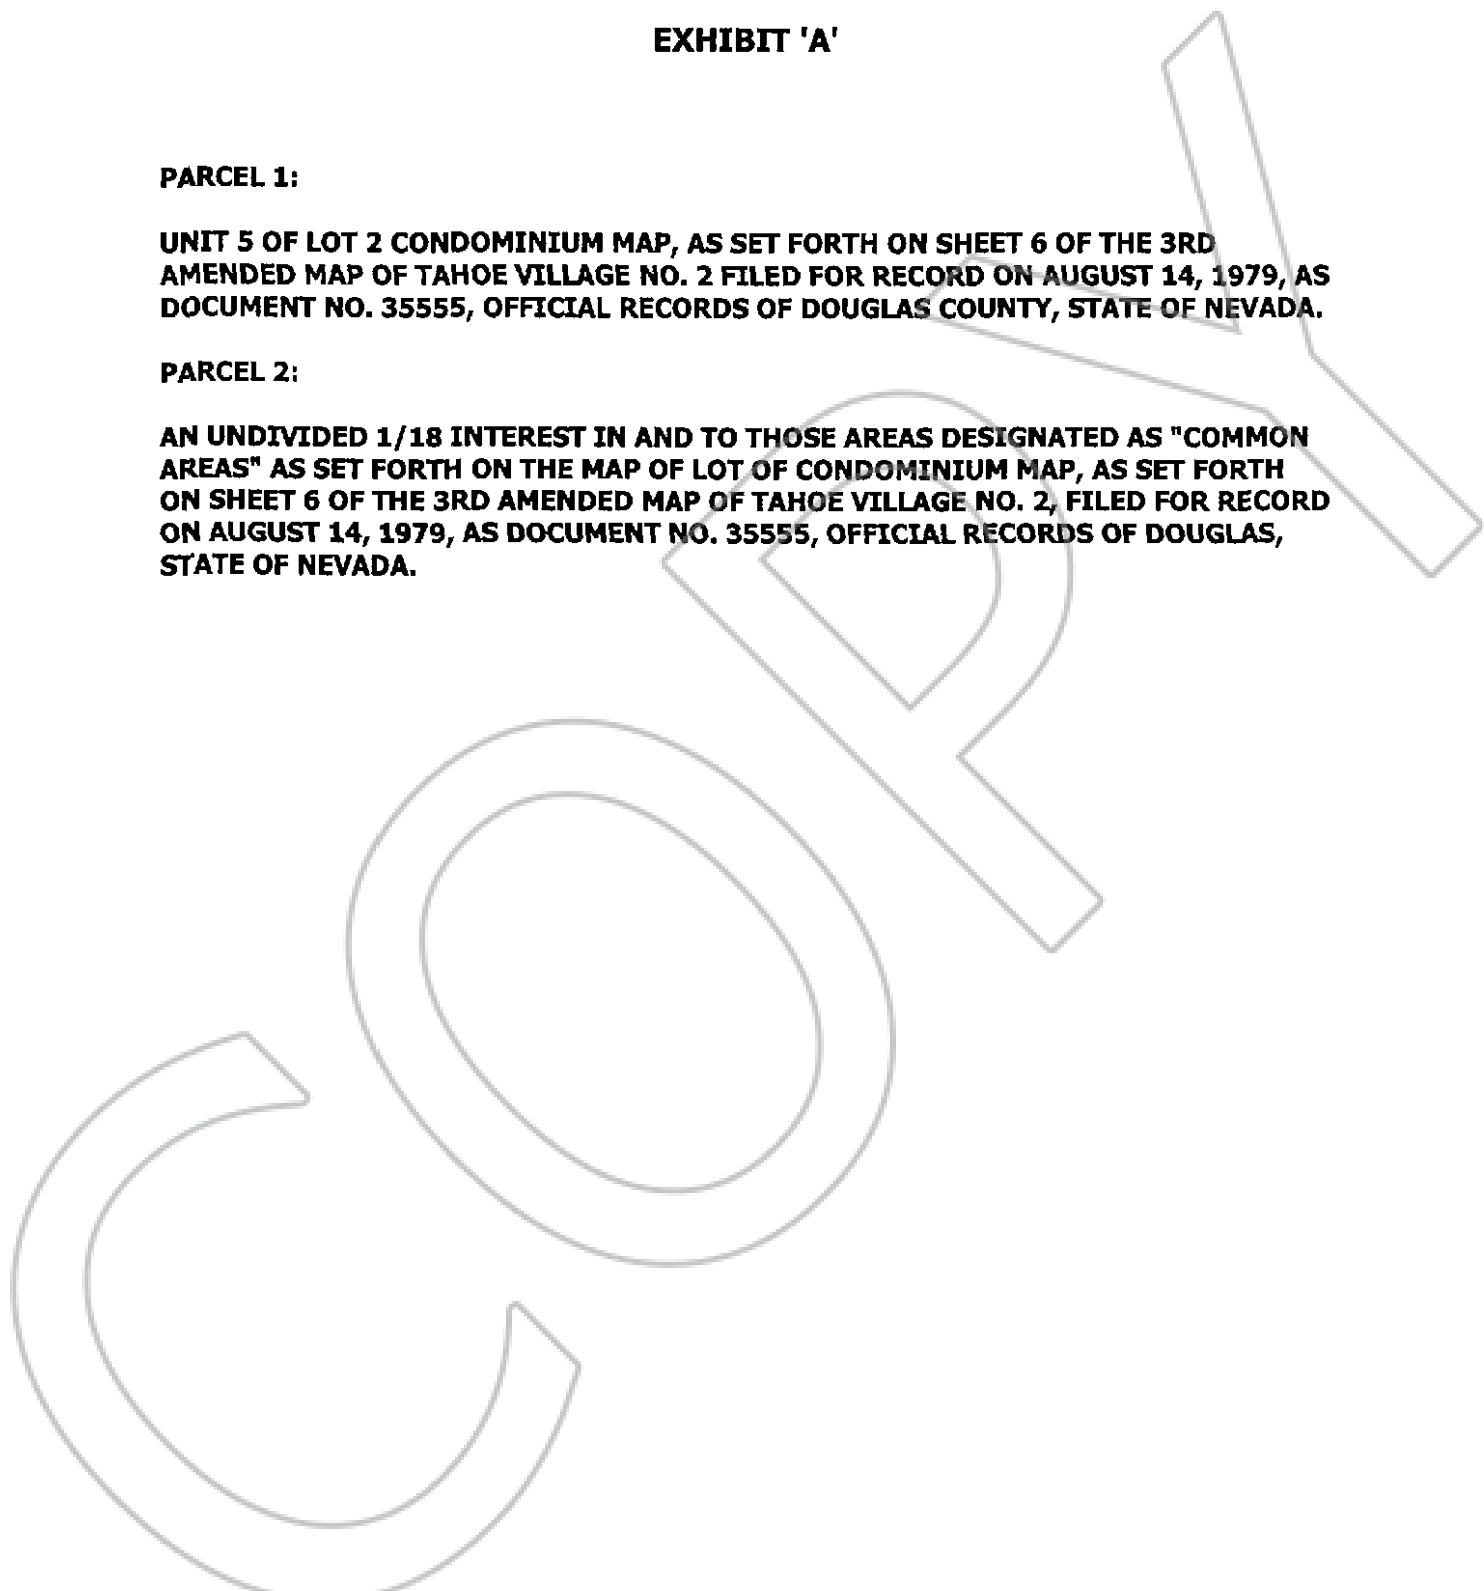 EXHIBIT 'A'
PARCEL 1:
UNIT 5 OF LOT 2 CONDOMINIUM MAP, AS SET FORTH ON SHEET 6 OF THE 3RD
AMENDED MAP OF TAHOE VILLAGE NO. 2 FILED FOR RECORD ON AUGUST 14, 1979, AS
DOCUMENT NO. 35555, OFFICIAL RECORDS OF DOUGLAS COUNTY, STATE OF NEVADA.
PARCEL 2:
AN UNDIVIDED 1/18 INTEREST IN AND TO THOSE AREAS DESIGNATED AS "COMMON
AREAS" AS SET FORTH ON THE MAP OF LOT OF CONDOMINIUM MAP, AS SET FORTH
ON SHEET 6 OF THE 3RD AMENDED MAP OF TAHOE VILLAGE NO. 2, FILED FOR RECORD
ON AUGUST 14, 1979, AS DOCUMENT NO. 35555, OFFICIAL RECORDS OF DOUGLAS,
STATE OF NEVADA.
COPY